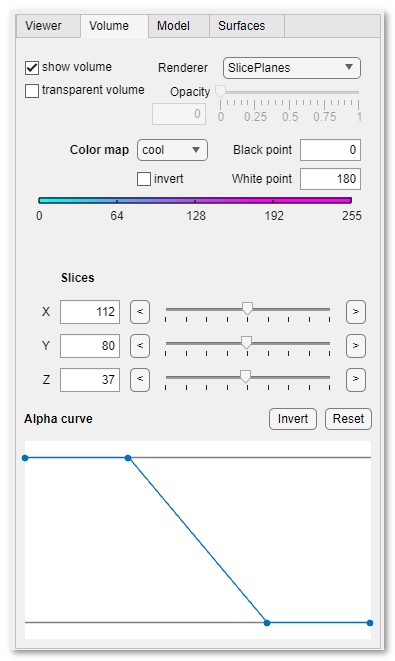 Viewer Volume Model Surfaces
show volume Renderer SlicePlanes
transparent volume Opacity
0 0 0.25 0.5 0.75 1
Color map cool Black point 0
invert White point 180
0 64 128 192 255
Slices
X 112 < >
Y 80 < >
Z 37 < >
Alpha curve Invert Reset